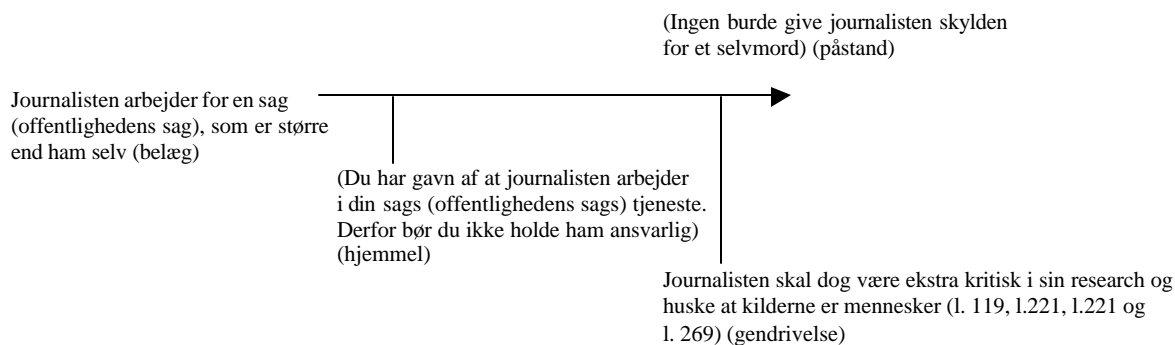 (Ingen burde give journalisten skylden
for et selvmord) (påstand)
Journalisten arbejder for en sag
(offentlighedens sag), som er større
end ham selv (belæg)
(Du har gavn af at journalisten arbejder
i din sags (offentlighedens sags) tjeneste.
Derfor bør du ikke holde ham ansvarlig)
(hjemmel)
Journalisten skal dog være ekstra kritisk i sin research og
huske at kilderne er mennesker (l. 119, l.221, l.221 og
l. 269) (gendrivelse)